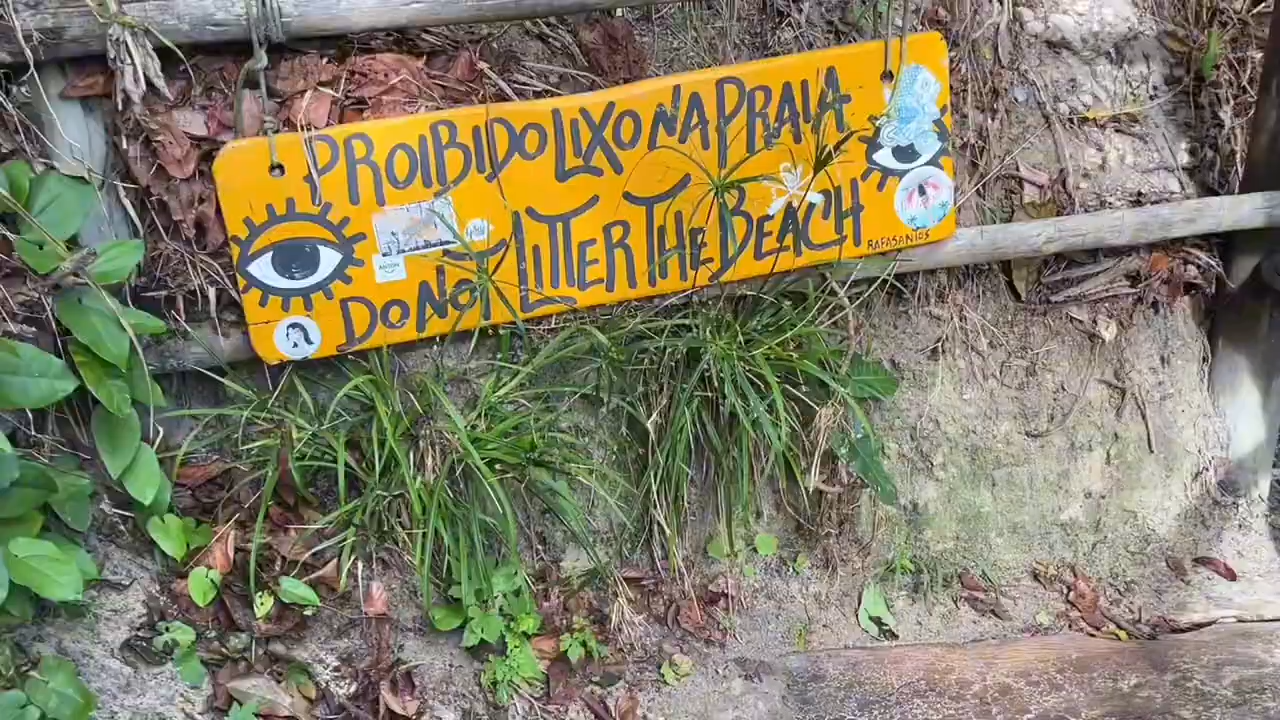 PROIBIDO LIXO NA PRAIA
DO NOT LITTER THE BEACH
RAFASANTOS